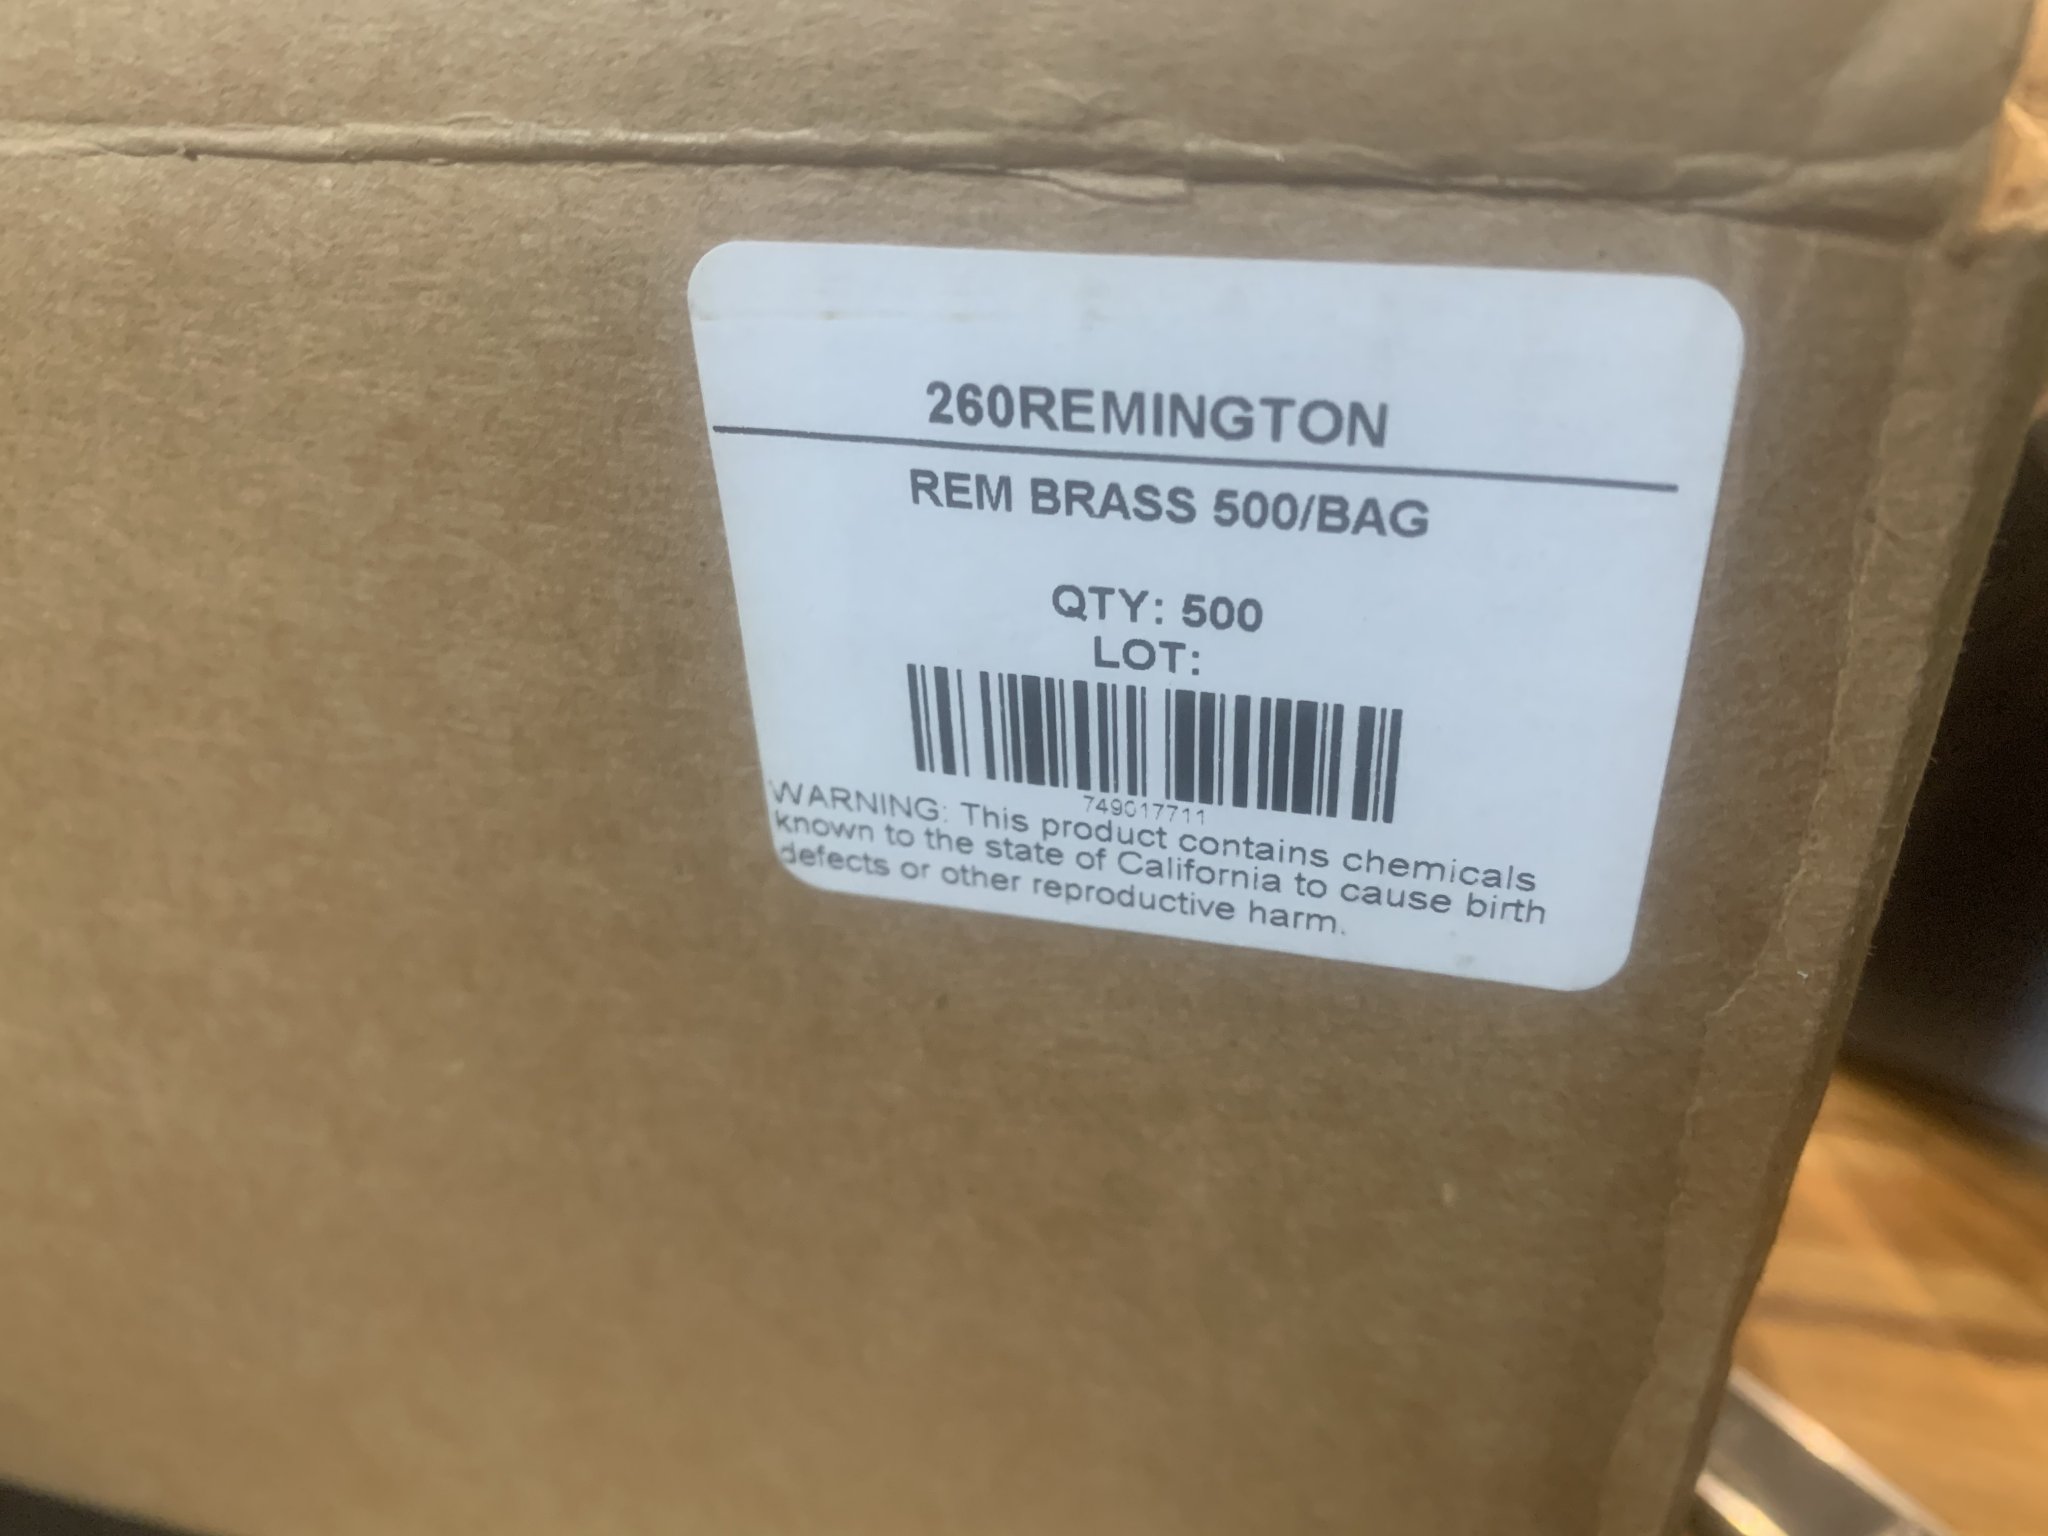 260REMINGTON
REM BRASS 500/BAG
QTY: 500
LOT:
749017711
WARNING: This product contains chemicals
known to the state of California to cause birth
defects or other reproductive harm.